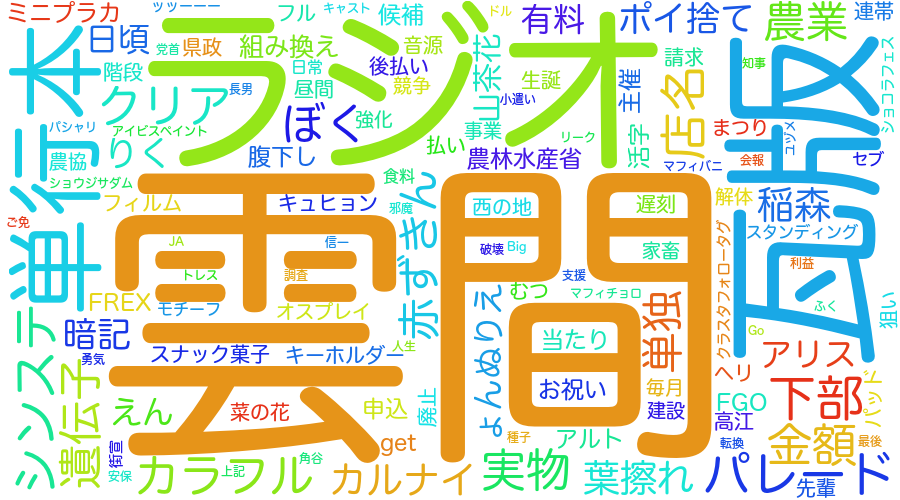 ミニプラカ
ッッーーー
フル
キャスト
候補
ドル
有料
ポイ捨て
農業
連帯
単行本
日頃
党首
県政
組み換え
音源
ラジオ
山茶花
請求
知事
瓦版
ショコラフェス
階段
クリア
長男
日常
昼間
後払い
競争
生誕
小遣い
主催
店名
パシャリ
アイビスペイント
ぼく
強化
事業
リーク
活字
まつり
ユヅメ
農協
りく
腹下し
払い
農林水産省
マフィバニ
会報
セブ
ショウジサダム
食料
フィルム
キュヒョン
邪魔
赤ずきん
西の地
遅刻
解体
稲森
ご免
雲間
JA
信一
破壊
Big
家畜
スタンディング
トレス
調査
支援
クラスタフォロータグ
利益
FREX
モチーフ
オスプレイ
むつ
マフィチョロ
ふく
狙い
シンステ
暗記
勇気
スナック菓子
キーホルダー
人生
ょんぬりえ
当たり
単独
Go
アリス
遺伝子
えん
菜の花
申込
廃止
お祝い
毎月
建設
ヘリ
下部
パッド
FGO
高江
街宣
安保
カラフル
上記
角谷
カルナイ
get
種子
アルト
実物
葉擦れ
転換
金額
最後
パレード
先輩